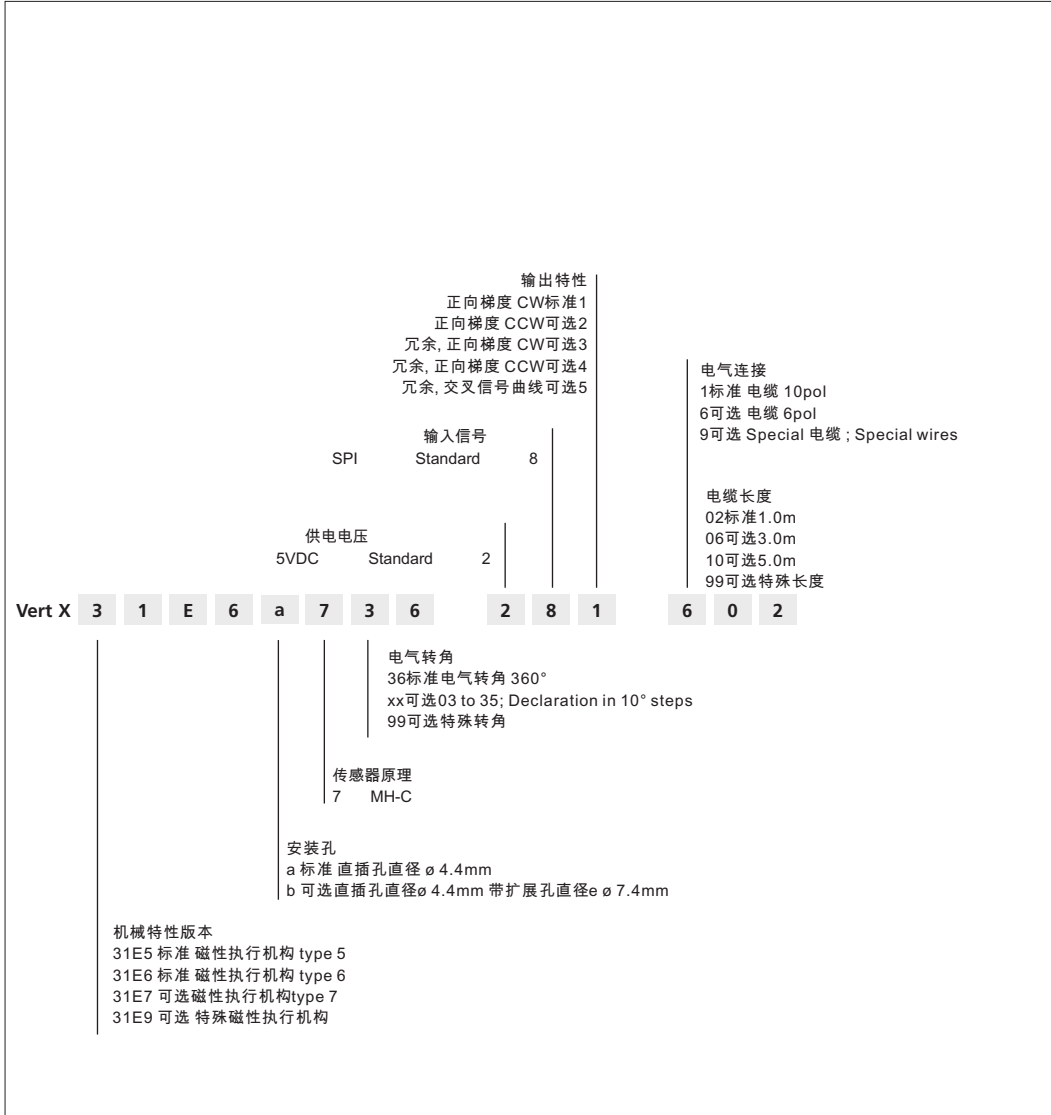 输出特性
正向梯度 CW标准1
正向梯度 CCW可选2
冗余, 正向梯度 CW可选3
冗余, 正向梯度 CCW可选4
冗余, 交叉信号曲线可选5
电气连接
1标准 电缆 10pol
6可选 电缆 6pol
9可选 Special 电缆 ; Special wires
输入信号
SPI Standard 8
电缆长度
02标准1.0m
06可选3.0m
10可选5.0m
99可选特殊长度
供电电压
5VDC Standard 2
Vert X 3 1 E 6 a 7 3 6 2 8 1 6 0 2
电气转角
36标准电气转角 360°
xx可选03 to 35; Declaration in 10° steps
99可选特殊转角
传感器原理
7 MH-C
安装孔
a 标准 直插孔直径 ø 4.4mm
b 可选直插孔直径ø 4.4mm 带扩展孔直径e ø 7.4mm
机械特性版本
31E5 标准 磁性执行机构 type 5
31E6 标准 磁性执行机构 type 6
31E7 可选磁性执行机构type 7
31E9 可选 特殊磁性执行机构